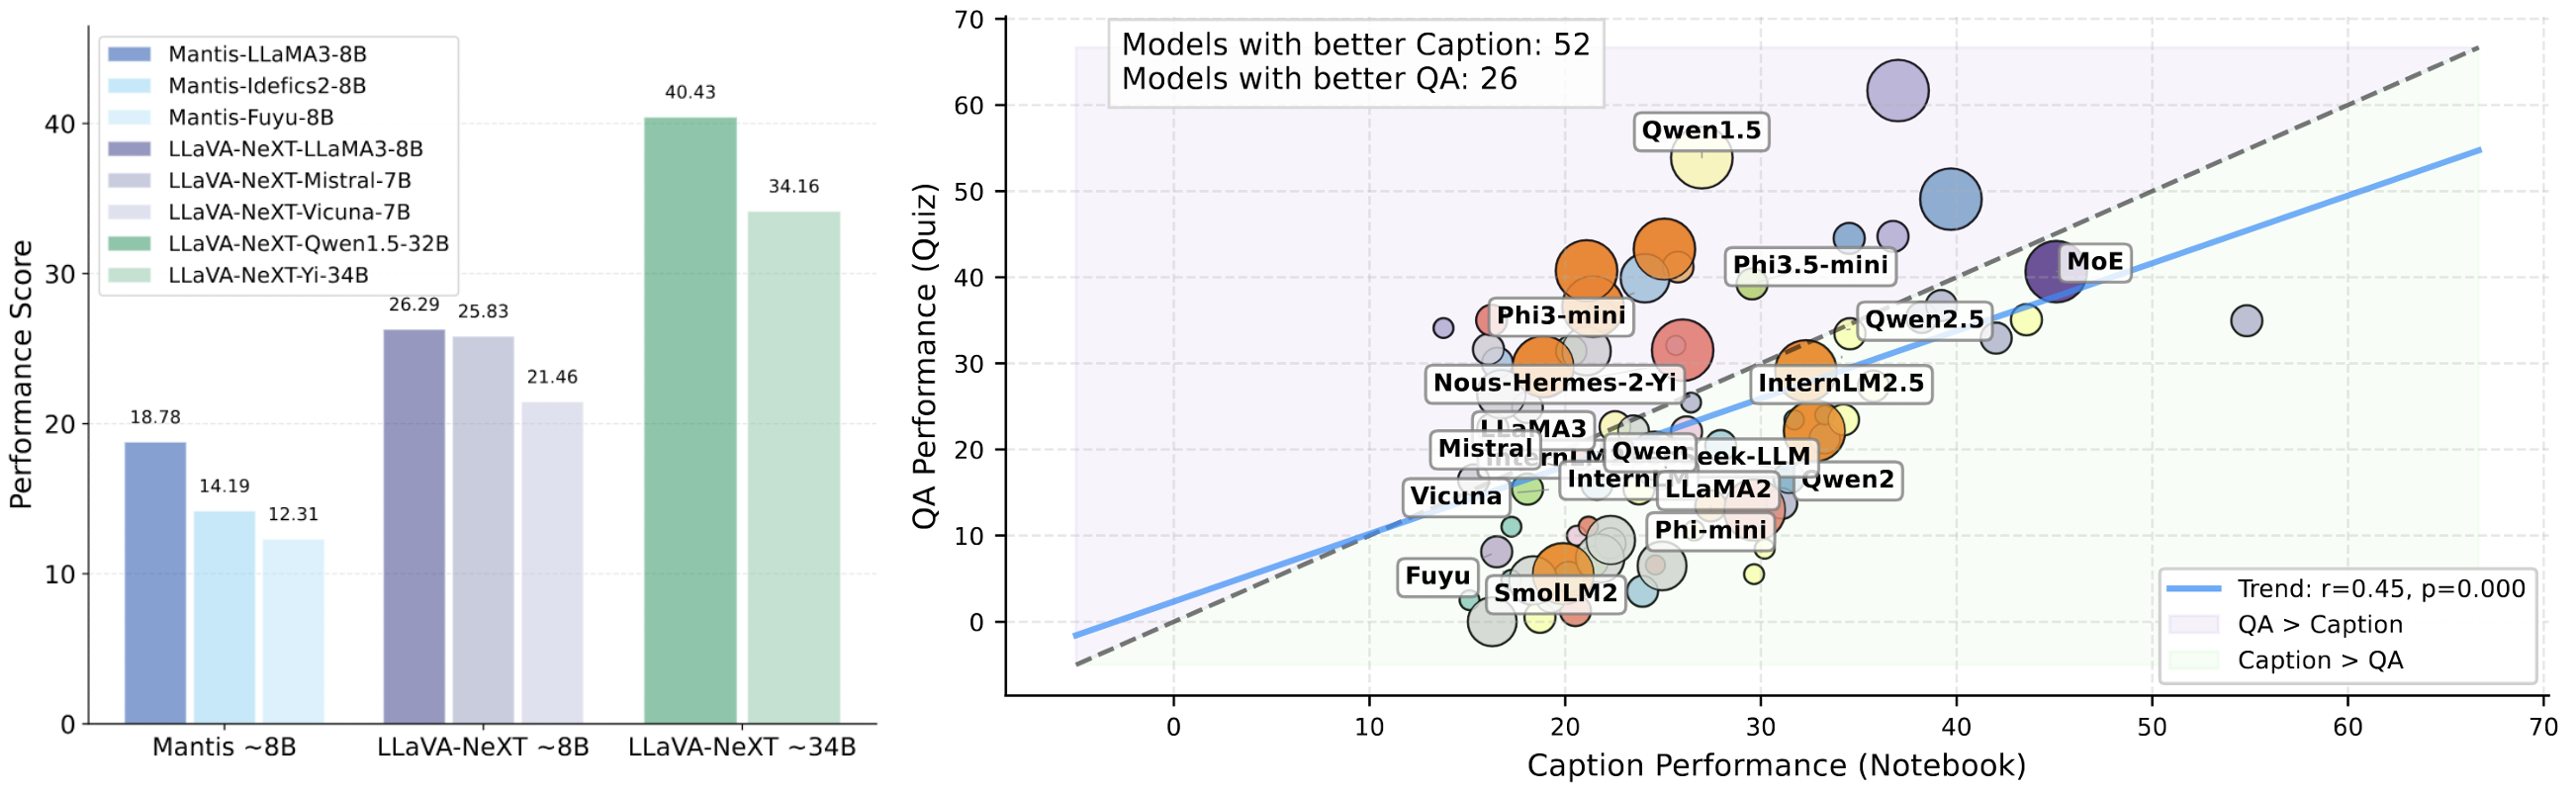 Performance Score
40
30
20
10
0
Mantis-LLaMA3-8B
Mantis-Idefics2-8B
Mantis-Fuyu-8B
LLaVA-NeXT-LLaMA3-8B
LLaVA-NeXT-Mistral-7B
LLaVA-NeXT-Vicuna-7B
LLaVA-NeXT-Qwen1.5-32B
LLaVA-NeXT-Yi-34B
18.78
14.19
12.31
26.29
25.83
21.46
40.43
34.16
Mantis ~8B
LLaVA-NeXT ~8B
LLaVA-NeXT ~34B
QA Performance (Quiz)
70
60
50
40
30
20
10
0
Models with better Caption: 52
Models with better QA: 26
Qwen1.5
Phi3.5-mini
MoE
Phi3-mini
Qwen2.5
Nous-Hermes-2-Yi
InternLM2.5
LLaMA3
Mistral
Qwen
eek-LLM
Qwen2
LLaMA2
Vicuna
Phi-mini
Fuyu
SmolLM2
Trend: r=0.45, p=0.000
QA > Caption
Caption > QA
0
10
20
30
40
50
60
70
Caption Performance (Notebook)